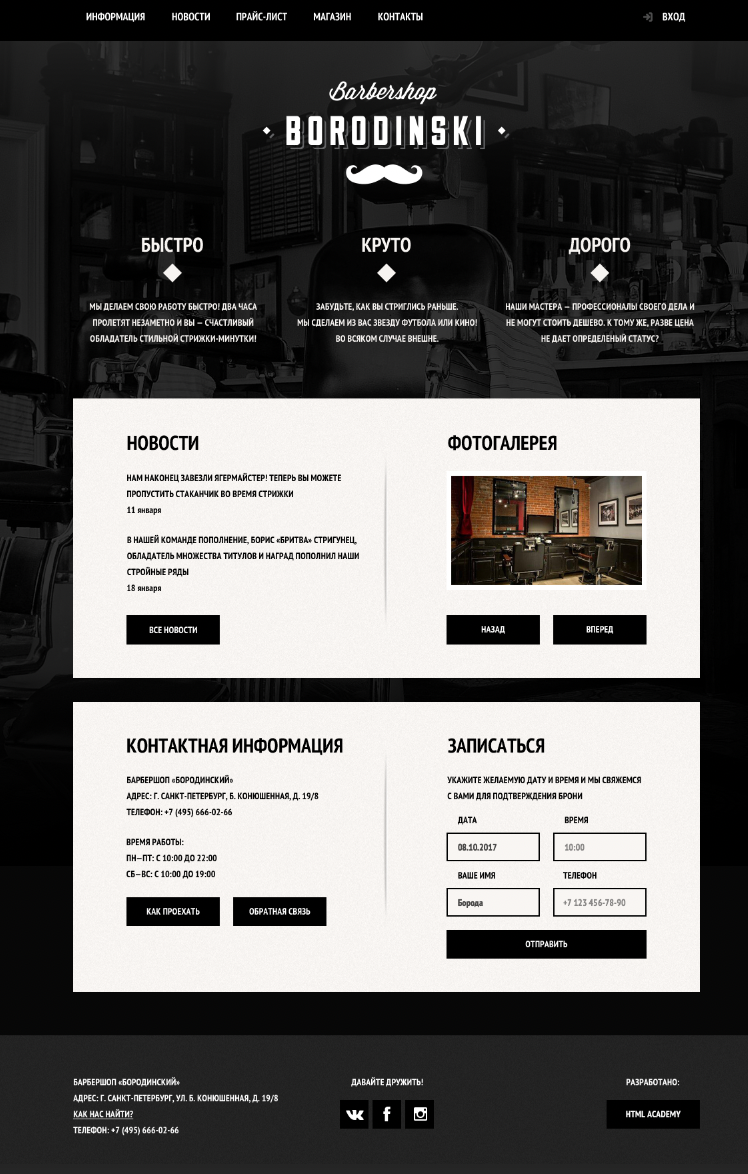 ИНФОРМАЦИЯ НОВОСТИ ПРАЙС-ЛИСТ МАГАЗИН КОНТАКТЫ ВХОД
Barbershop
BORODINSKI
БЫСТРО
МЫ ДЕЛАЕМ СВОЮ РАБОТУ БЫСТРО! ДВА ЧАСА
ПРОЛЕТЯТ НЕЗАМЕТНО И ВЫ — СЧАСТЛИВЫЙ
ОБЛАДАТЕЛЬ СТИЛЬНОЙ СТРИЖКИ-МИНУТКИ!
КРУТО
ЗАБУДЬТЕ, КАК ВЫ СТРИГЛИСЬ РАНЬШЕ.
МЫ СДЕЛАЕМ ИЗ ВАС ЗВЕЗДУ ФУТБОЛА ИЛИ КИНО!
ВО ВСЯКОМ СЛУЧАЕ ВНЕШНЕ.
ДОРОГО
НАШИ МАСТЕРА — ПРОФЕССИОНАЛЫ СВОЕГО ДЕЛА И
НЕ МОГУТ СТОИТЬ ДЕШЕВО. К ТОМУ ЖЕ, РАЗВЕ ЦЕНА
НЕ ДАЕТ ОПРЕДЕЛЕНЫЙ СТАТУС?
НОВОСТИ
НАМ НАКОНЕЦ ЗАВЕЗЛИ ЯГЕРМАЙСТЕР! ТЕПЕРЬ ВЫ МОЖЕТЕ
ПРОПУСТИТЬ СТАКАНЧИК ВО ВРЕМЯ СТРИЖКИ
11 января
В НАШЕЙ КОМАНДЕ ПОПОЛНЕНИЕ, БОРИС «БРИТВА» СТРИГУНЕЦ,
ОБЛАДАТЕЛЬ МНОЖЕСТВА ТИТУЛОВ И НАГРАД ПОПОЛНИЛ НАШИ
СТРОЙНЫЕ РЯДЫ
18 января
ВСЕ НОВОСТИ
ФОТОГАЛЕРЕЯ
НАЗАД ВПЕРЕД
КОНТАКТНАЯ ИНФОРМАЦИЯ
БАРБЕРШОП «БОРОДИНСКИЙ»
АДРЕС: Г. САНКТ-ПЕТЕРБУРГ, Б. КОНЮШЕННАЯ, Д. 19/8
ТЕЛЕФОН: +7 (495) 666-02-66
ВРЕМЯ РАБОТЫ:
ПН—ПТ: С 10:00 ДО 22:00
СБ—ВС: С 10:00 ДО 19:00
КАК ПРОЕХАТЬ ОБРАТНАЯ СВЯЗЬ
ЗАПИСАТЬСЯ
УКАЖИТЕ ЖЕЛАЕМУЮ ДАТУ И ВРЕМЯ И МЫ СВЯЖЕМСЯ
С ВАМИ ДЛЯ ПОДТВЕРЖДЕНИЯ БРОНИ
ДАТА ВРЕМЯ
08.10.2017 10:00
ВАШЕ ИМЯ ТЕЛЕФОН
Борода +7 123 456-78-90
ОТПРАВИТЬ
БАРБЕРШОП «БОРОДИНСКИЙ»
АДРЕС: Г. САНКТ-ПЕТЕРБУРГ, УЛ. Б. КОНЮШЕННАЯ, Д. 19/8
КАК НАС НАЙТИ?
ТЕЛЕФОН: +7 (495) 666-02-66
ДАВАЙТЕ ДРУЖИТЬ!
РАЗРАБОТАНО:
HTML ACADEMY